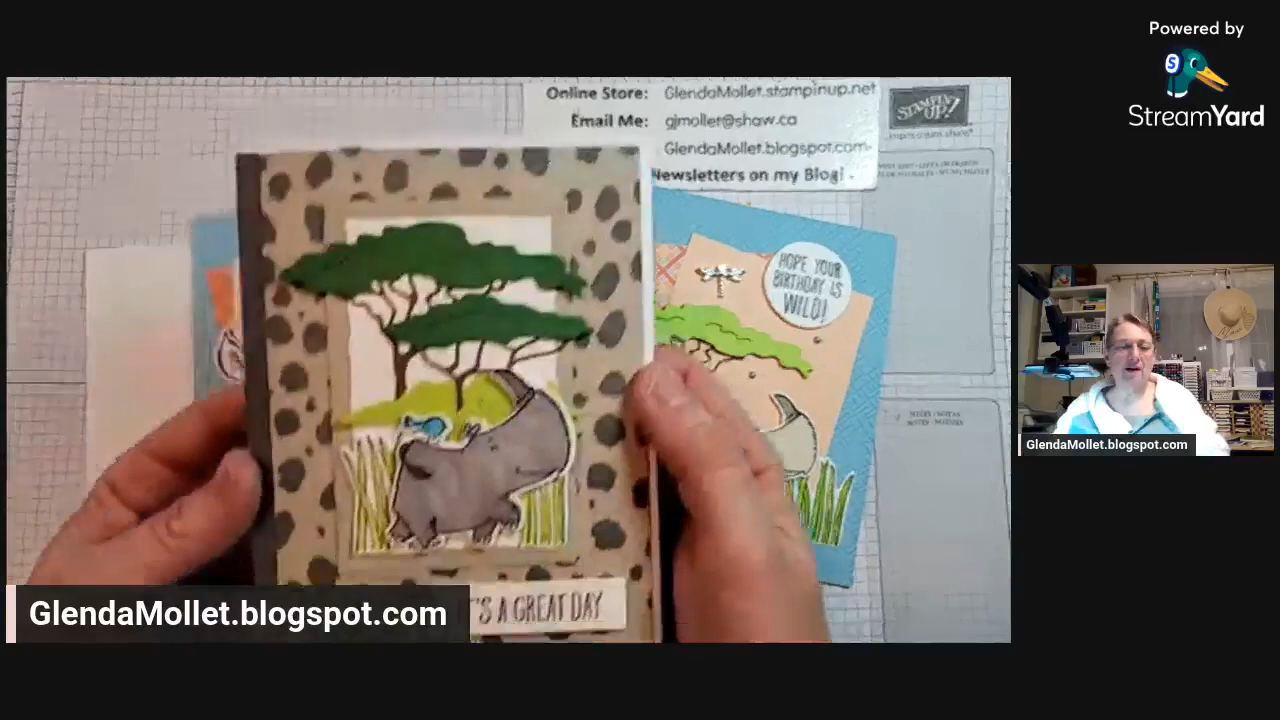 Powered by
StreamYard
Online Store: GlendaMollet.stampinup.net
Email Me: gjmollet@shaw.ca
GlendaMollet.blogspot.com
Newsletters on my Blog!
STAMPIN' UP!
HOPE YOUR
BIRTHDAY IS
WILD!
'S A GREAT DAY
GlendaMollet.blogspot.com
GlendaMollet.blogspot.com